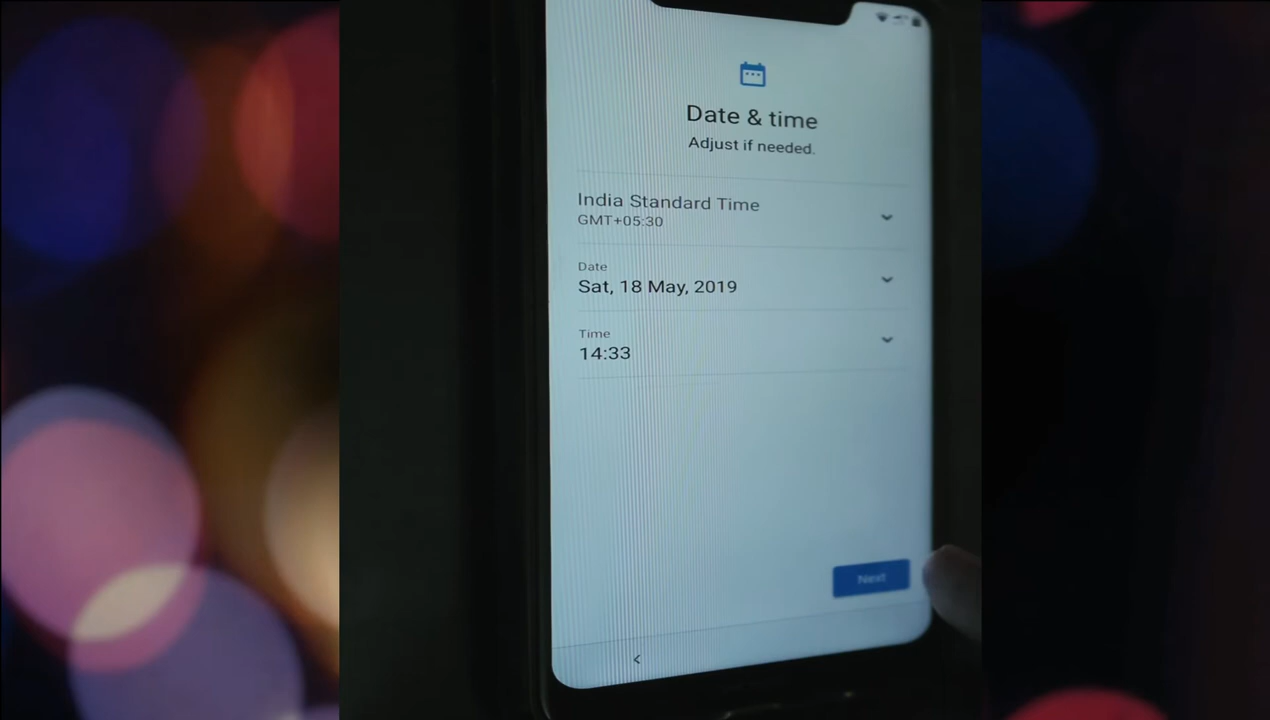 Date & time
Adjust if needed.
India Standard Time
GMT+05:30
Date
Sat, 18 May, 2019
Time
14:33
Next